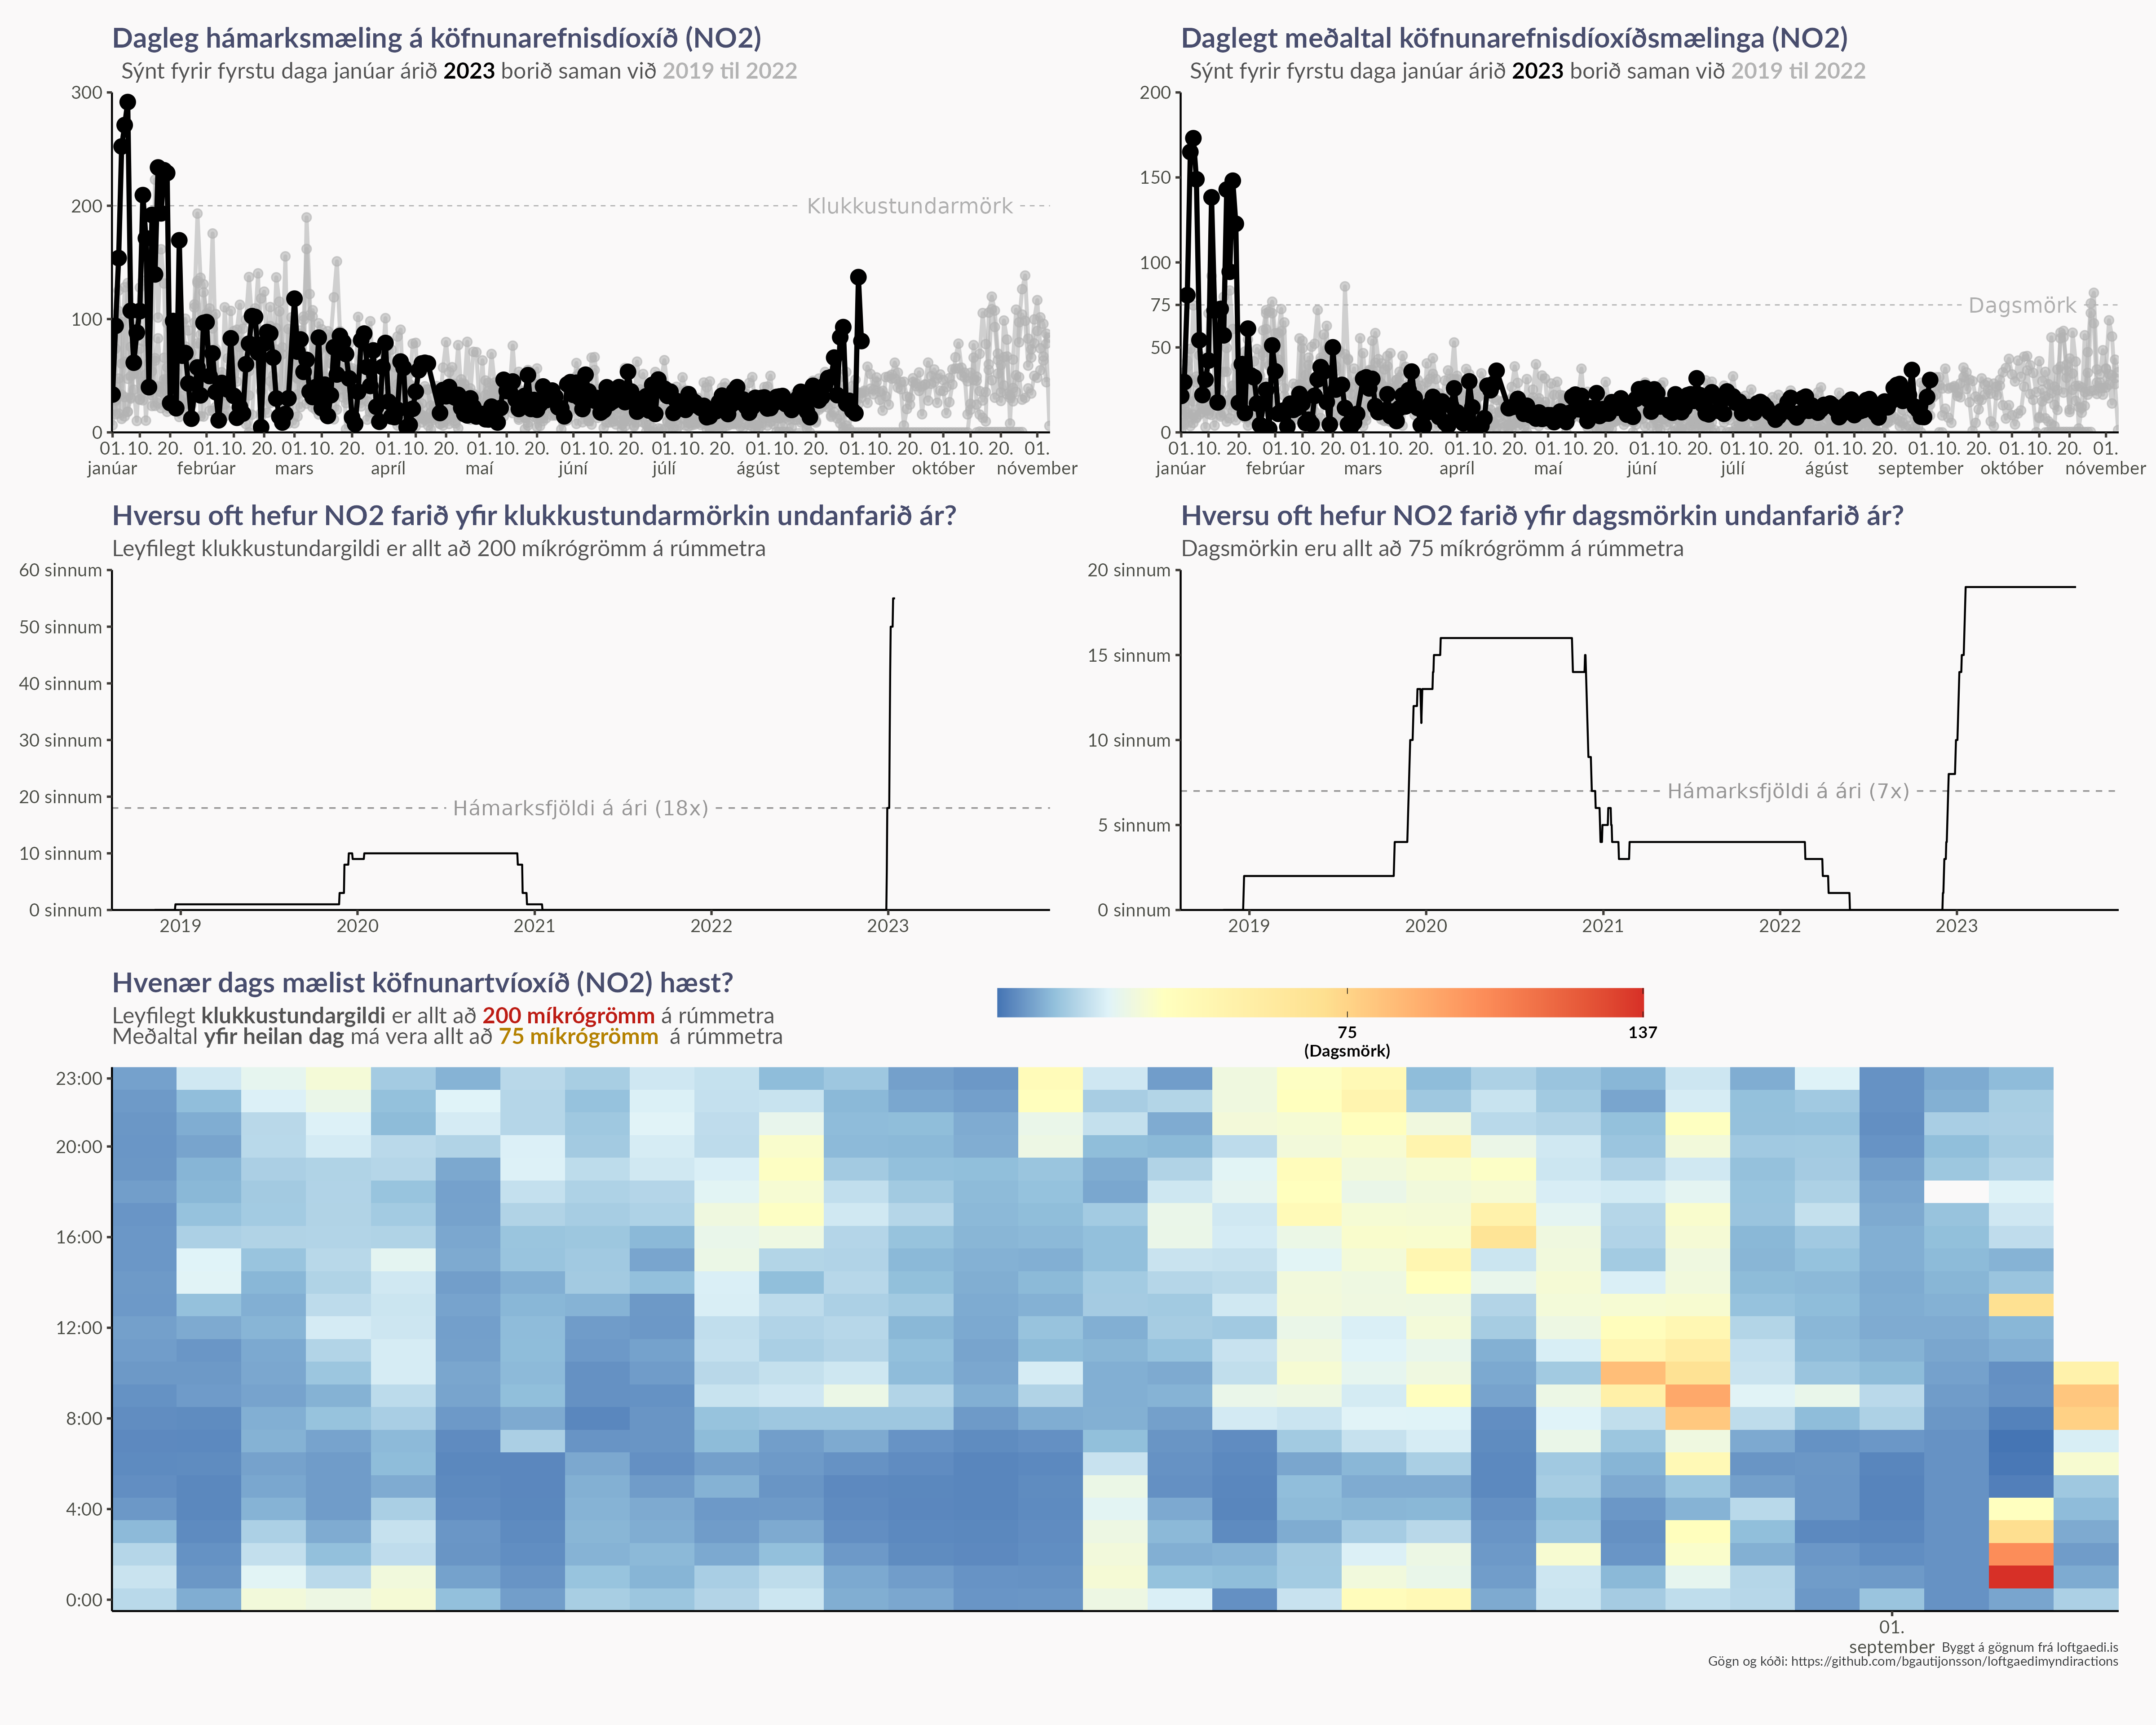 Dagleg hámarksmæling á köfnunarefnisdíoxíð (NO2)
Sýnt fyrir fyrstu daga janúar árið 2023 borið saman við 2019 til 2022
300
200
100
0
Klukkustundarmörk
01. 10. 20. 01. 10. 20. 01. 10. 20. 01. 10. 20. 01. 10. 20. 01. 10. 20. 01. 10. 20. 01. 10. 20. 01. 10. 20. 01. 10. 20. 01.
janúar febrúar mars apríl maí júní júlí ágúst september október nóvember
Daglegt meðaltal köfnunarefnisdíoxíðsmælinga (NO2)
Sýnt fyrir fyrstu daga janúar árið 2023 borið saman við 2019 til 2022
200
150
100
75
50
0
Dagsmörk
01. 10. 20. 01. 10. 20. 01. 10. 20. 01. 10. 20. 01. 10. 20. 01. 10. 20. 01. 10. 20. 01. 10. 20. 01. 10. 20. 01. 10. 20. 01.
janúar febrúar mars apríl maí júní júlí ágúst september október nóvember
Hversu oft hefur NO2 farið yfir klukkustundarmörkin undanfarið ár?
Leyfilegt klukkustundargildi er allt að 200 míkrógrömm á rúmmetra
60 sinnum
50 sinnum
40 sinnum
30 sinnum
20 sinnum
10 sinnum
0 sinnum
Hámarksfjöldi á ári (18x)
2019 2020 2021 2022 2023
Hversu oft hefur NO2 farið yfir dagsmörkin undanfarið ár?
Dagsmörkin eru allt að 75 míkrógrömm á rúmmetra
20 sinnum
15 sinnum
10 sinnum
5 sinnum
0 sinnum
Hámarksfjöldi á ári (7x)
2019 2020 2021 2022 2023
Hvenær dags mælist köfnunartvíoxíð (NO2) hæst?
Leyfilegt klukkustundargildi er allt að 200 míkrógrömm á rúmmetra
Meðaltal yfir heilan dag má vera allt að 75 míkrógrömm á rúmmetra
75 137
(Dagsmörk)
23:00
20:00
16:00
12:00
8:00
4:00
0:00
01.
september
Byggt á gögnum frá loftgaedi.is
Gögn og kóði: https://github.com/bgautijonsson/loftgaedimyndiractions